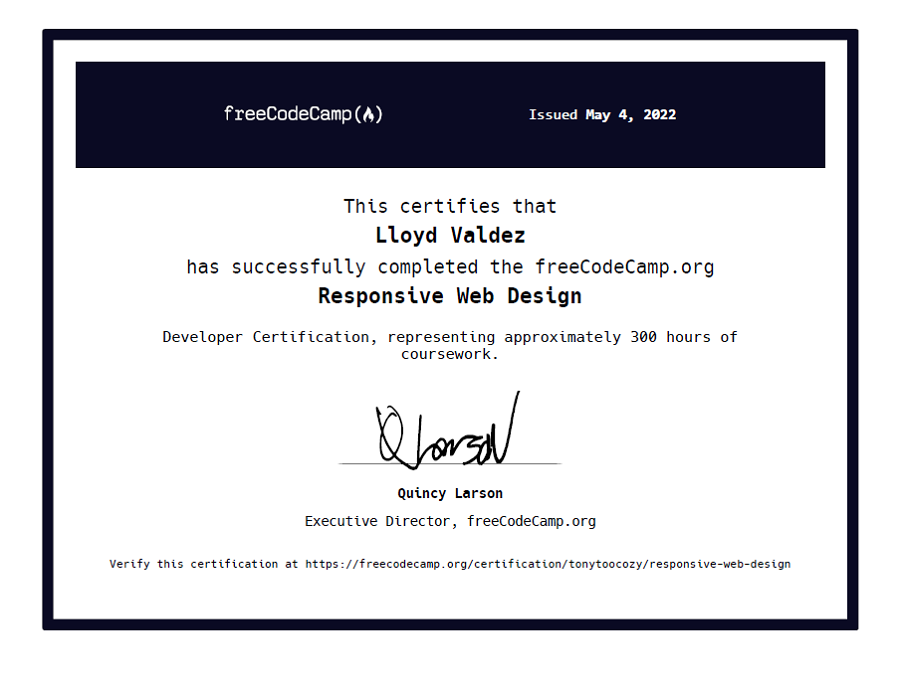 freeCodeCamp(🔥)
Issued May 4, 2022
This certifies that
Lloyd Valdez
has successfully completed the freeCodeCamp.org
Responsive Web Design
Developer Certification, representing approximately 300 hours of
coursework.
Q Larson
Quincy Larson
Executive Director, freeCodeCamp.org
Verify this certification at https://freecodecamp.org/certification/tonytoocozy/responsive-web-design